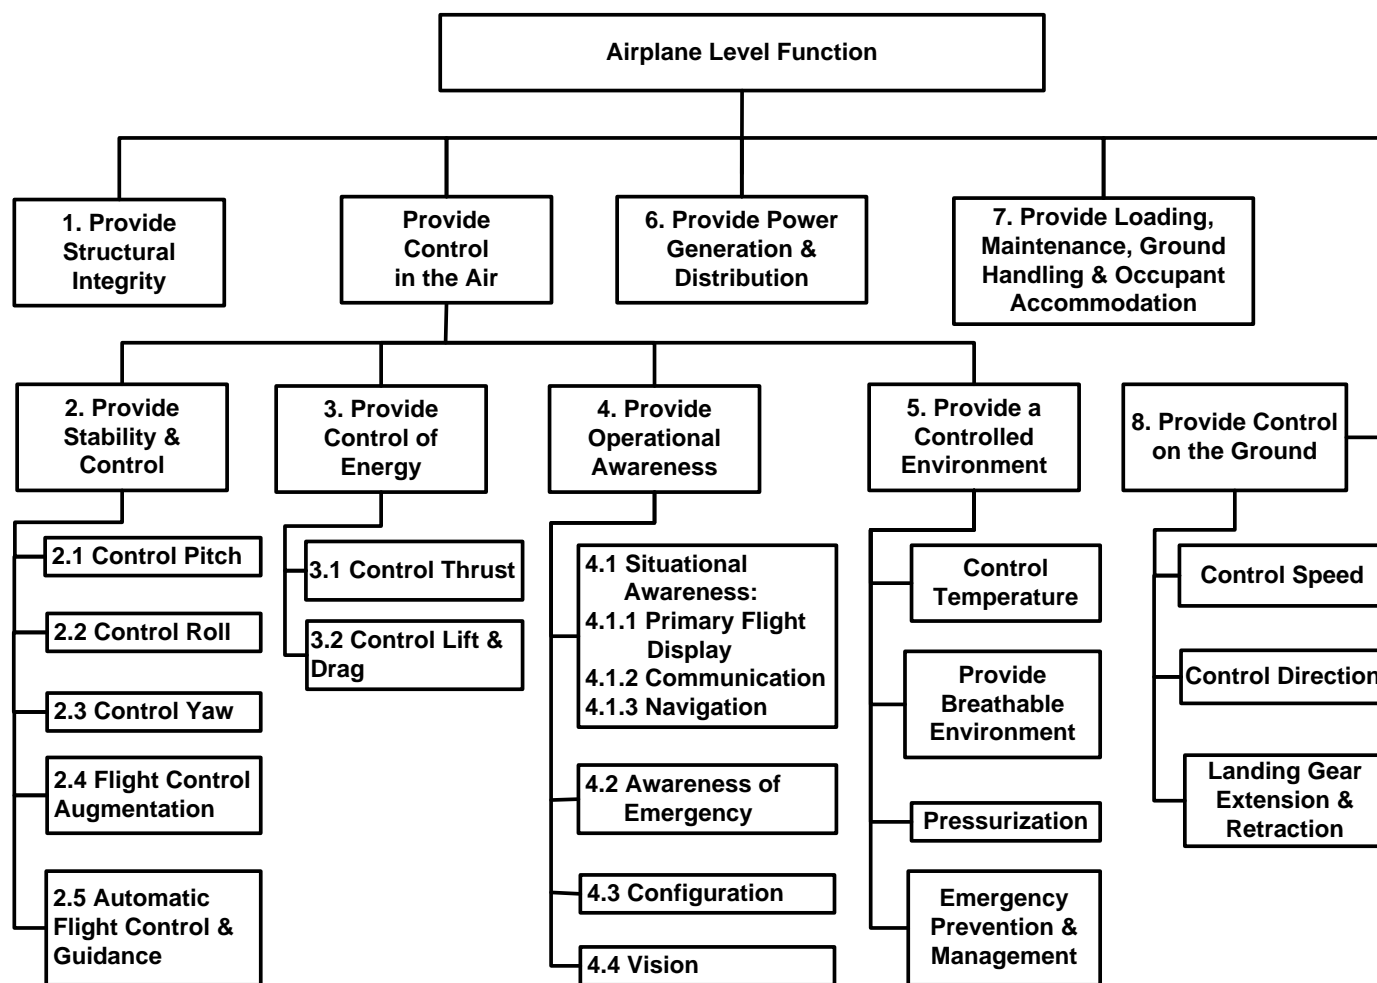 Airplane Level Function
1. Provide
Structural
Integrity
Provide
Control
in the Air
6. Provide Power
Generation &
Distribution
7. Provide Loading,
Maintenance, Ground
Handling & Occupant
Accommodation
2. Provide
Stability &
Control
3. Provide
Control of
Energy
4. Provide
Operational
Awareness
5. Provide a
Controlled
Environment
8. Provide Control
on the Ground
2.1 Control Pitch
2.2 Control Roll
2.3 Control Yaw
2.4 Flight Control
Augmentation
2.5 Automatic
Flight Control &
Guidance
3.1 Control Thrust
3.2 Control Lift &
Drag
4.1 Situational
Awareness:
4.1.1 Primary Flight
Display
4.1.2 Communication
4.1.3 Navigation
4.2 Awareness of
Emergency
4.3 Configuration
4.4 Vision
Control
Temperature
Provide
Breathable
Environment
Pressurization
Emergency
Prevention &
Management
Control Speed
Control Direction
Landing Gear
Extension &
Retraction